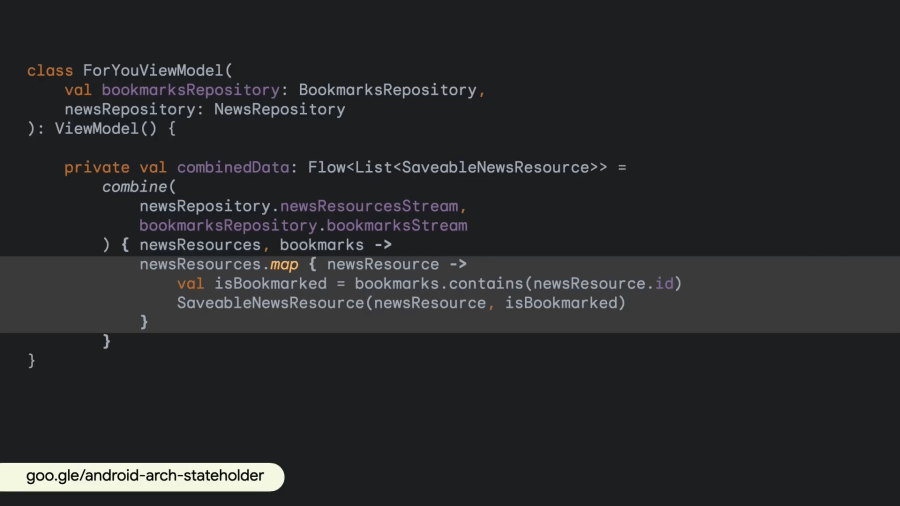 class ForYouViewModel(
    val bookmarksRepository: BookmarksRepository,
    newsRepository: NewsRepository
): ViewModel() {
    private val combinedData: Flow<List<SaveableNewsResource>> =
        combine(
            newsRepository.newsResourcesStream,
            bookmarksRepository.bookmarksStream
        ) { newsResources, bookmarks ->
            newsResources.map { newsResource ->
                val isBookmarked = bookmarks.contains(newsResource.id)
                SaveableNewsResource(newsResource, isBookmarked)
            }
        }
}
goo.gle/android-arch-stateholder